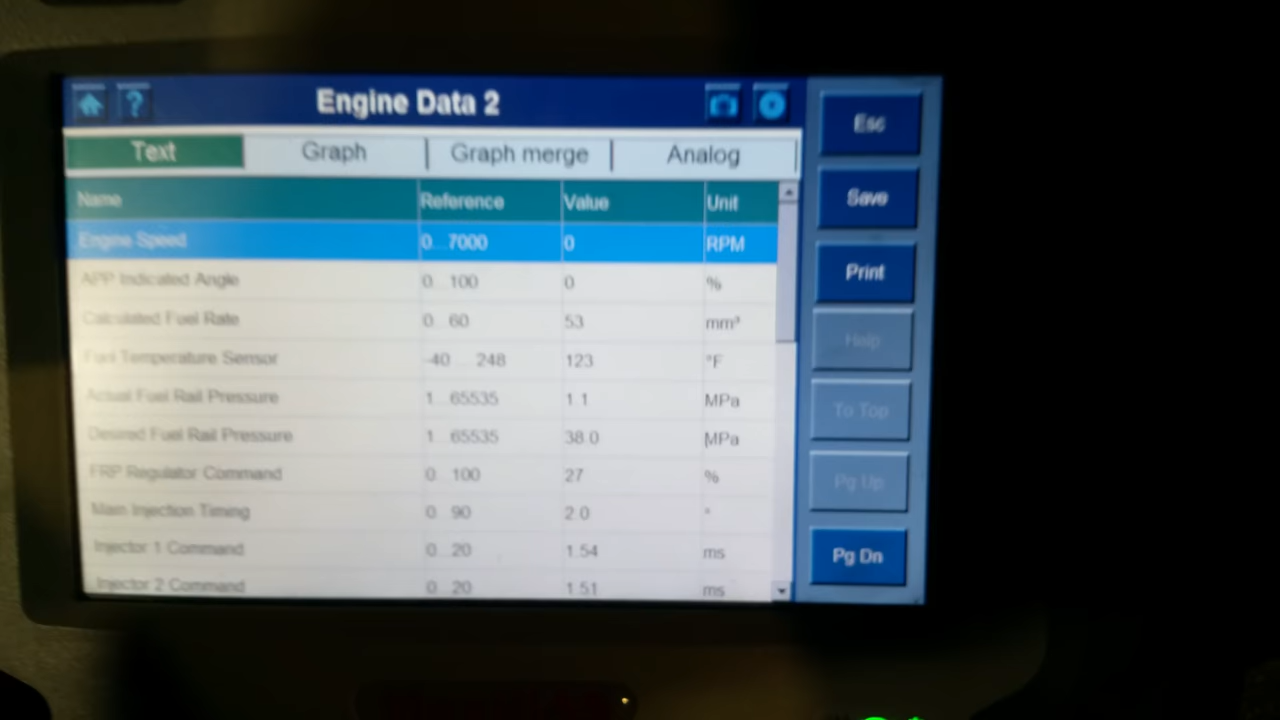 Engine Data 2
Esc
Text Graph Graph merge Analog
Name Reference Value Unit
Save
Engine Speed 0...7000 0 RPM
Print
APP Indicated Angle 0...100 0 %
Calculated Fuel Rate 0...60 53 mm³
Help
Fuel Temperature Sensor -40...248 123 °F
Actual Fuel Rail Pressure 1...65535 1.1 MPa
To Top
Desired Fuel Rail Pressure 1...65535 38.0 MPa
FRP Regulator Command 0...100 27 %
Pg Up
Main Injection Timing 0...90 2.0 °
Injector 1 Command 0...20 1.54 ms
Pg Dn
Injector 2 Command 0...20 1.51 ms